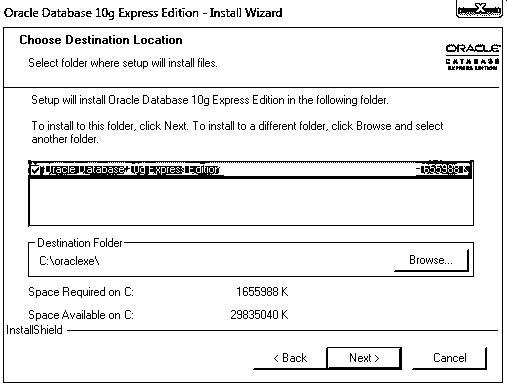 Oracle Database 10g Express Edition - Install Wizard
X
Choose Destination Location
Select folder where setup will install files.
ORACLE
DATABASE
EXPRESS EDITION
Setup will install Oracle Database 10g Express Edition in the following folder.
To install to this folder, click Next. To install to a different folder, click Browse and select
another folder.
Oracle Database 10g Express Edition 1655988 K
Destination Folder
C:\oraclexe\
Browse...
Space Required on C: 1655988 K
Space Available on C: 29835040 K
InstallShield
< Back Next > Cancel